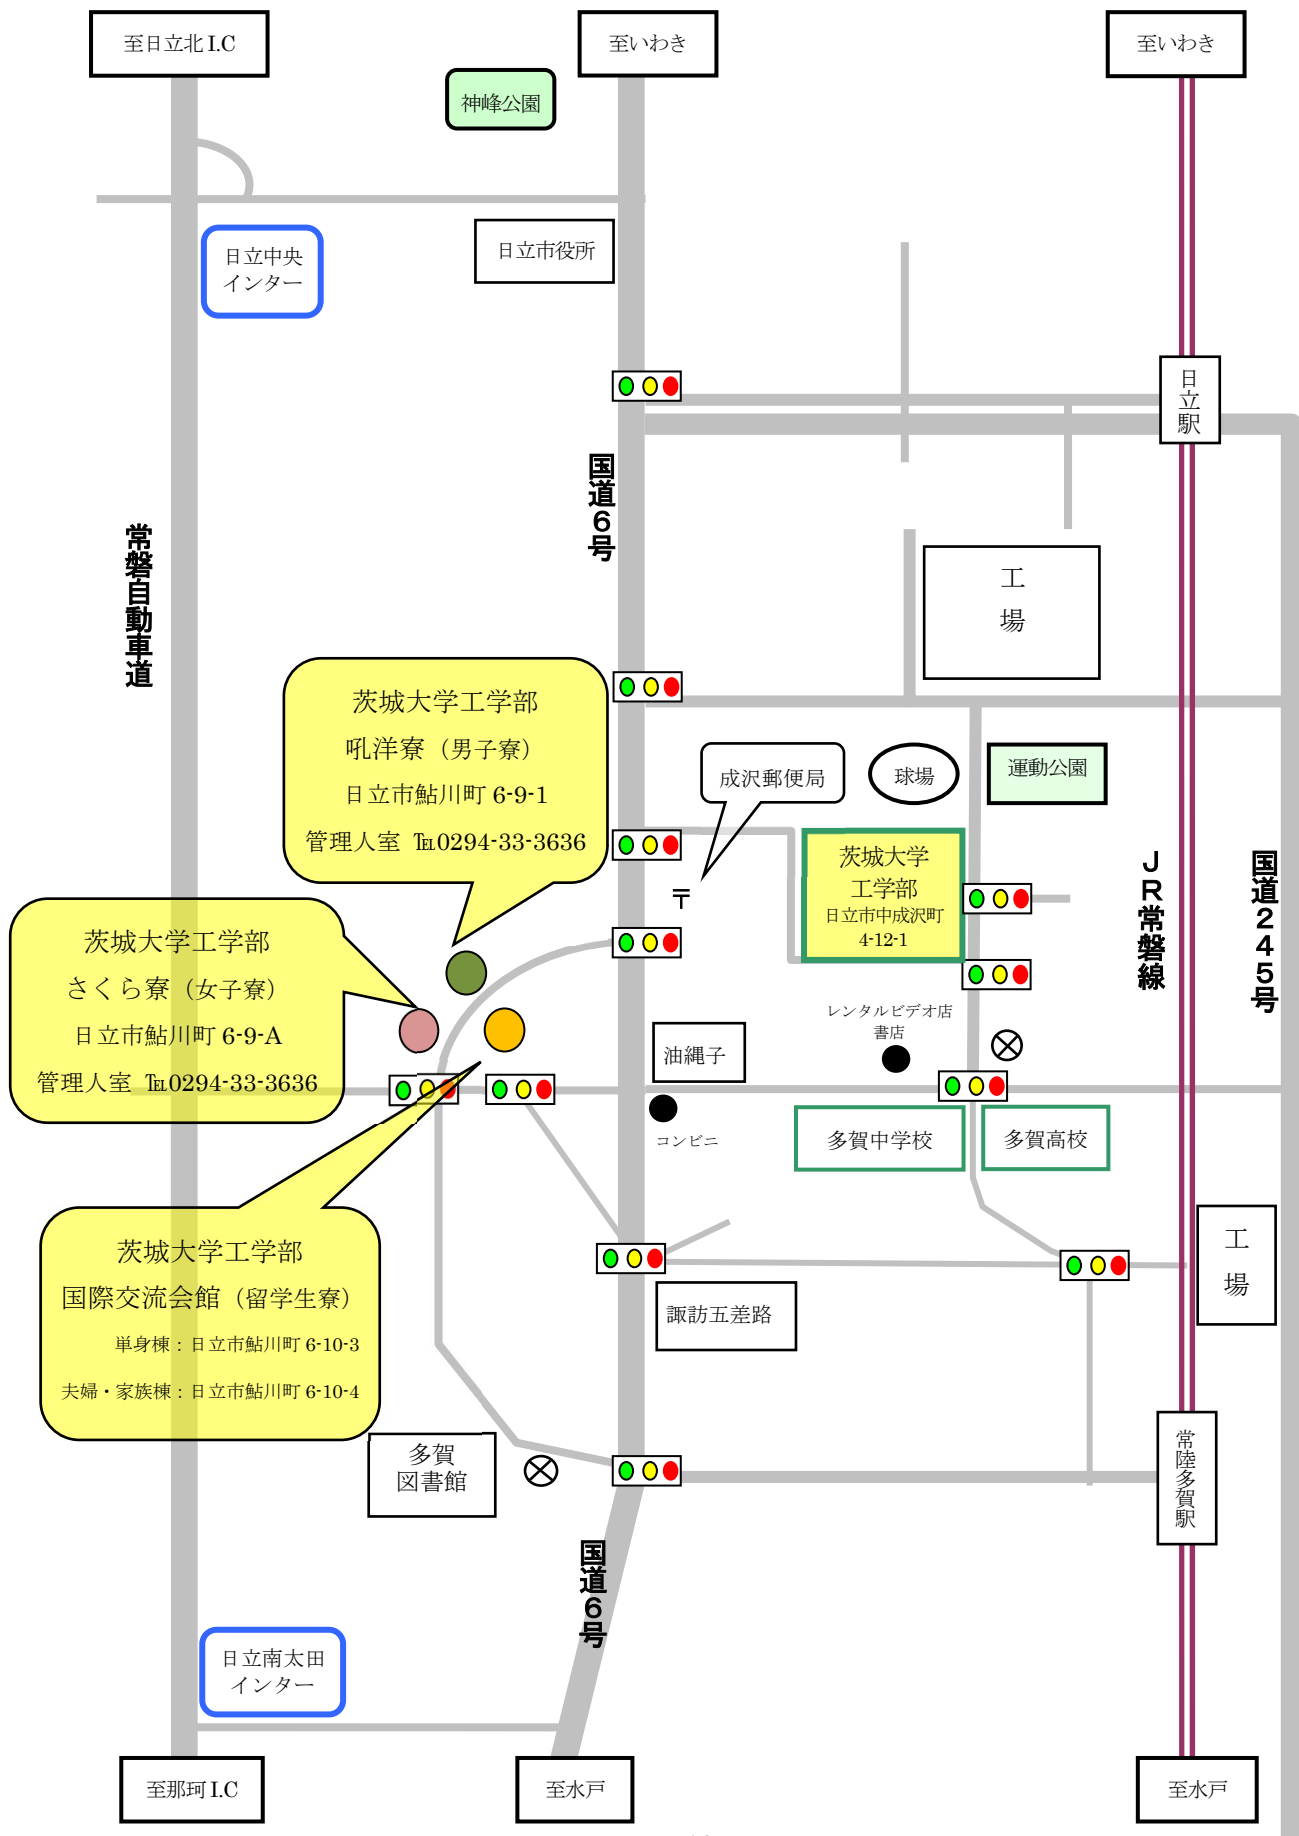 至日立北 I.C
至いわき
至いわき
神峰公園
日立中央
インター
日立市役所
日立駅
国道６号
常磐自動車道
工
場
茨城大学工学部
吼洋寮（男子寮）
日立市鮎川町 6-9-1
管理人室 ℡0294-33-3636
成沢郵便局
球場
運動公園
〒
茨城大学
工学部
日立市中成沢町
4-12-1
ＪＲ常磐線
国道２４５号
茨城大学工学部
さくら寮（女子寮）
日立市鮎川町 6-9-A
管理人室 ℡0294-33-3636
レンタルビデオ店
書店
油縄子
コンビニ
多賀中学校
多賀高校
茨城大学工学部
国際交流会館（留学生寮）
単身棟：日立市鮎川町 6-10-3
夫婦・家族棟：日立市鮎川町 6-10-4
工
場
諏訪五差路
多賀
図書館
常陸多賀駅
国道６号
日立南太田
インター
至那珂 I.C
至水戸
至水戸